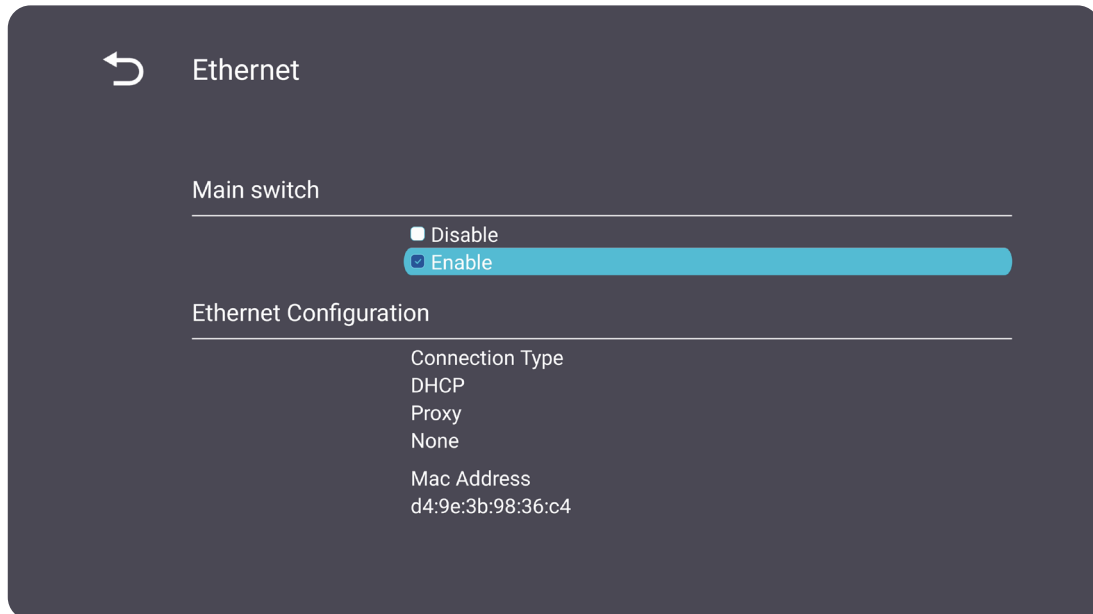 Ethernet
Main switch
Disable
Enable
Ethernet Configuration
Connection Type
DHCP
Proxy
None
Mac Address
d4:9e:3b:98:36:c4